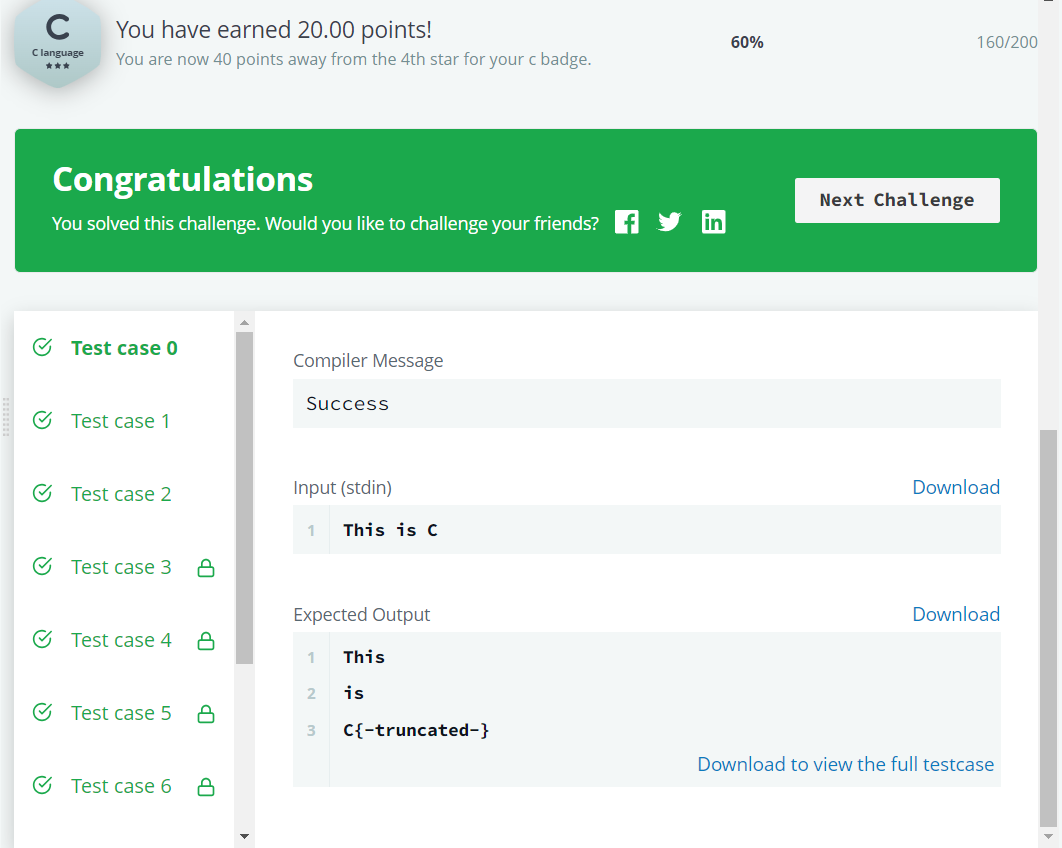 C
C language
You have earned 20.00 points!
You are now 40 points away from the 4th star for your c badge.
60%
160/200
Congratulations
You solved this challenge. Would you like to challenge your friends?
Next Challenge
Test case 0
Test case 1
Test case 2
Test case 3
Test case 4
Test case 5
Test case 6
Compiler Message
Success
Input (stdin)
Download
1 This is C
Expected Output
Download
1 This
2 is
3 C{-truncated-}
Download to view the full testcase